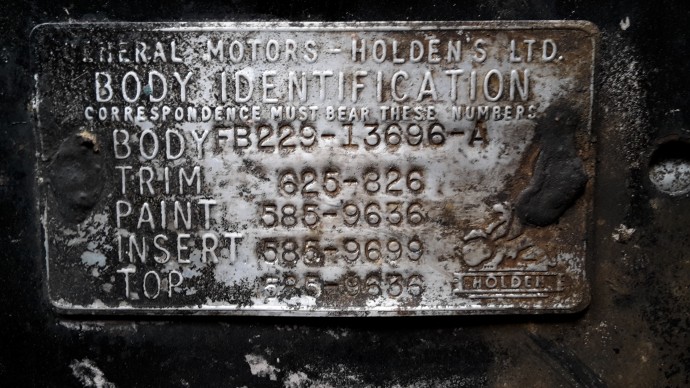 GENERAL MOTORS-HOLDEN'S LTD.
BODY IDENTIFICATION
CORRESPONDENCE MUST BEAR THESE NUMBERS
BODY FB229-13696-A
TRIM 625-826
PAINT 585-9636
INSERT 585-9699
TOP 585-9636
HOLDEN